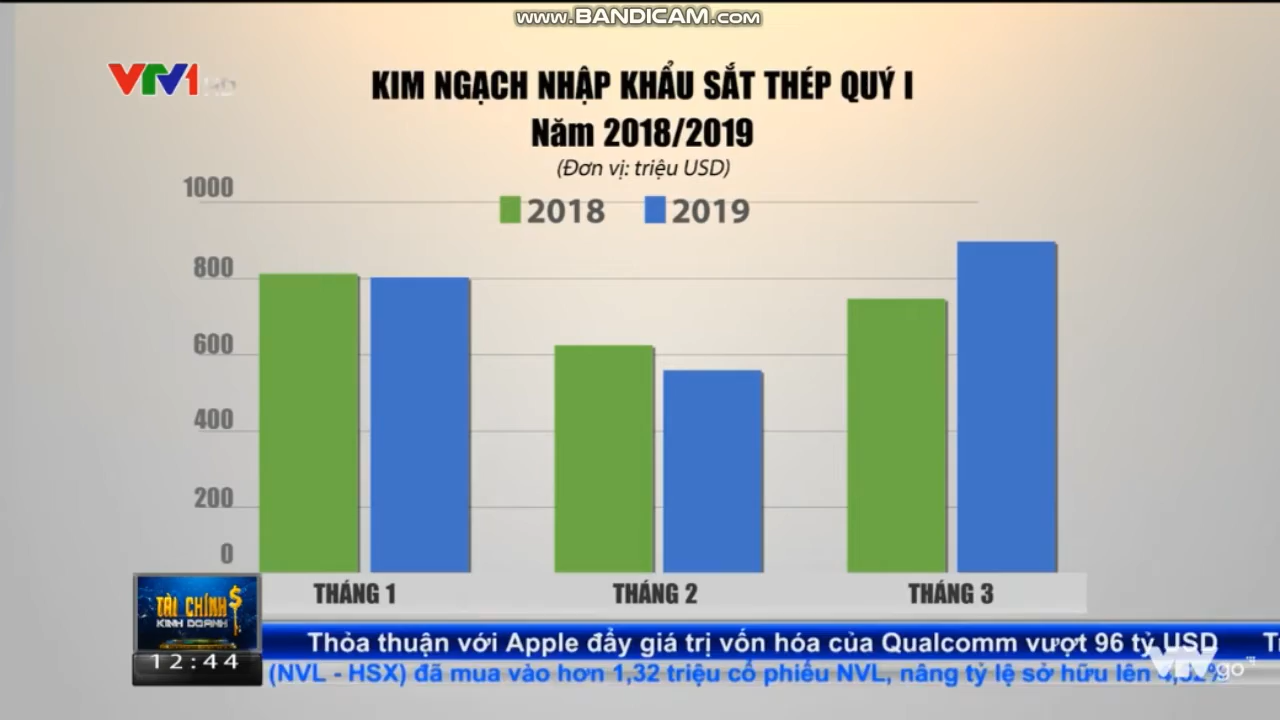 www.BANDICAM.com
VTV1 HD
KIM NGẠCH NHẬP KHẨU SẮT THÉP QUÝ I
Năm 2018/2019
(Đơn vị: triệu USD)
2018 2019
1000
800
600
400
200
0
THÁNG 1 THÁNG 2 THÁNG 3
TÀI CHÍNH $
KINH DOANH
12:44
Thỏa thuận với Apple đẩy giá trị vốn hóa của Qualcomm vượt 96 tỷ USD
(NVL - HSX) đã mua vào hơn 1,32 triệu cổ phiếu NVL, nâng tỷ lệ sở hữu lên
VTV go